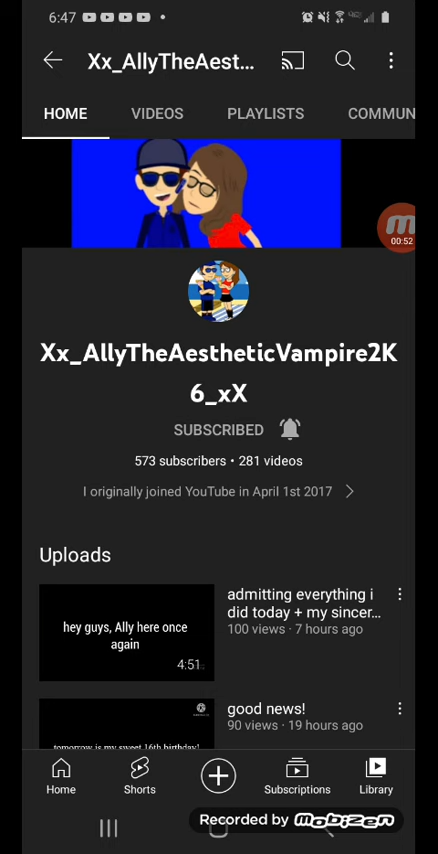 6:47
Xx_AllyTheAest...
HOME VIDEOS PLAYLISTS COMMUN
00:52
Xx_AllyTheAestheticVampire2K
6_xX
SUBSCRIBED
573 subscribers • 281 videos
I originally joined YouTube in April 1st 2017
Uploads
hey guys, Ally here once
again
4:51
admitting everything i
did today + my sincer...
100 views · 7 hours ago
tomorrow is my sweet 16th birthday!
good news!
90 views · 19 hours ago
Home Shorts Subscriptions Library
Recorded by Mobizen